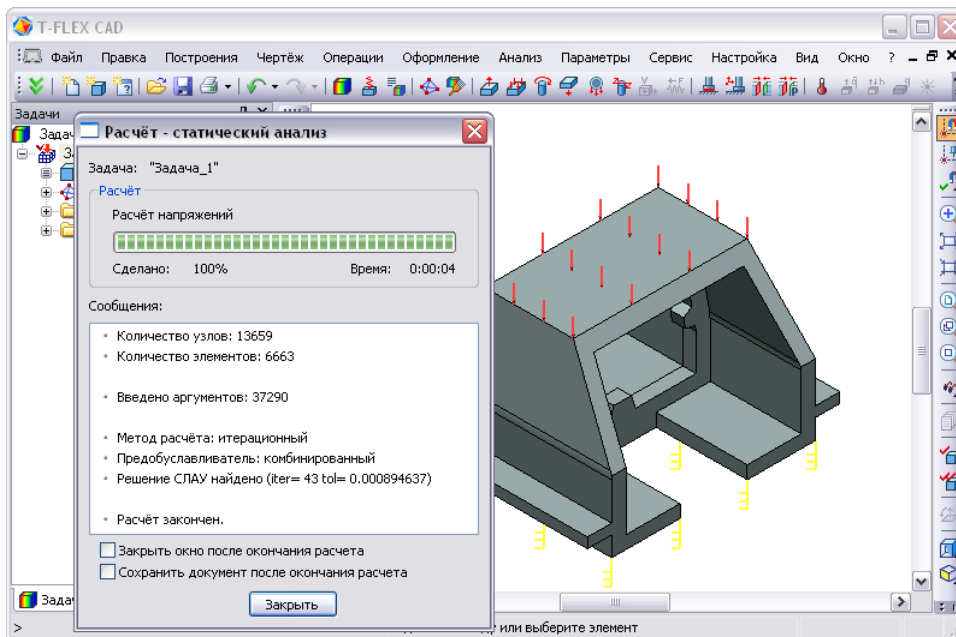 T-FLEX CAD
Файл Правка Построения Чертёж Операции Оформление Анализ Параметры Сервис Настройка Вид Окно ?
Задачи
Расчёт - статический анализ
Задача: "Задача_1"
Расчёт
Расчёт напряжений
Сделано: 100% Время: 0:00:04
Сообщения:
Количество узлов: 13659
Количество элементов: 6663
Введено аргументов: 37290
Метод расчёта: итерационный
Предобуславливатель: комбинированный
Решение СЛАУ найдено (iter= 43 tol= 0.000894637)
Расчёт закончен.
Закрыть окно после окончания расчета
Сохранить документ после окончания расчета
Закрыть
> или выберите элемент